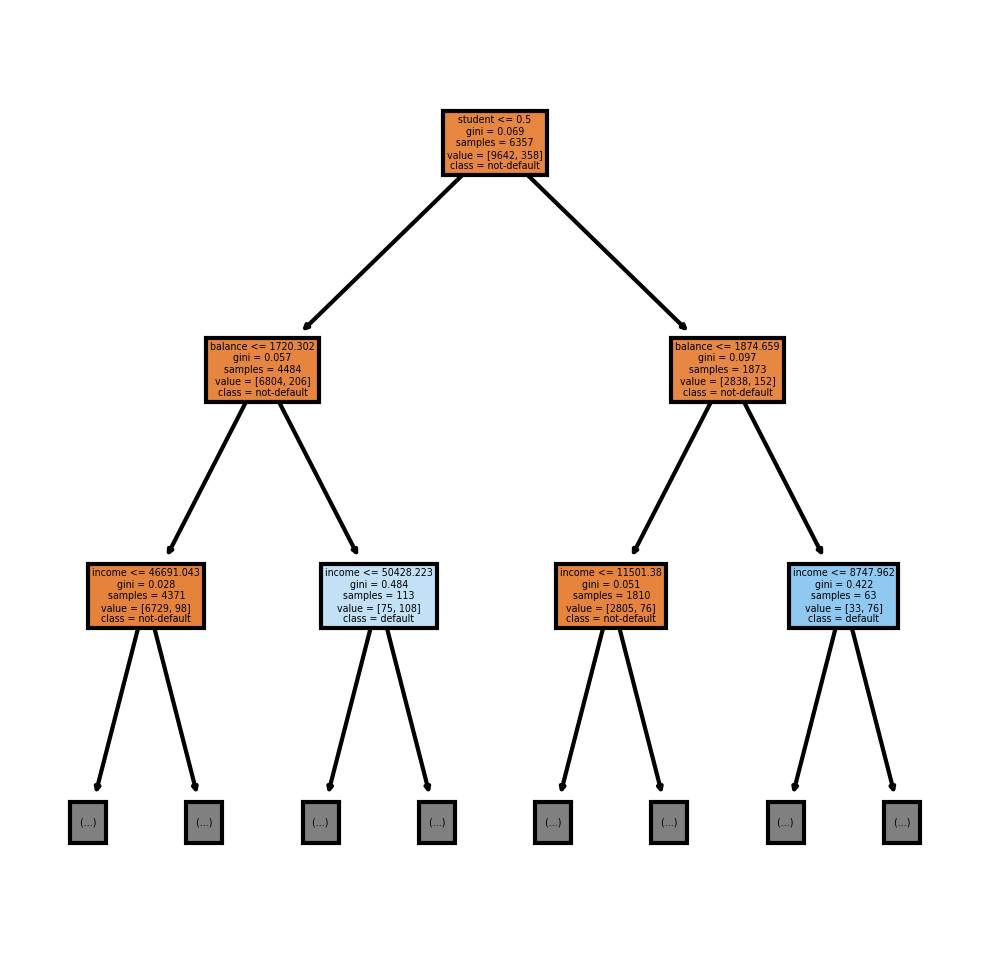 student <= 0.5
gini = 0.069
samples = 6357
value = [9642, 358]
class = not-default
balance <= 1720.302
gini = 0.057
samples = 4484
value = [6804, 206]
class = not-default
balance <= 1874.659
gini = 0.097
samples = 1873
value = [2838, 152]
class = not-default
income <= 46691.043
gini = 0.028
samples = 4371
value = [6729, 98]
class = not-default
income <= 50428.223
gini = 0.484
samples = 113
value = [75, 108]
class = default
income <= 11501.38
gini = 0.051
samples = 1810
value = [2805, 76]
class = not-default
income <= 8747.962
gini = 0.422
samples = 63
value = [33, 76]
class = default
(...)
(...)
(...)
(...)
(...)
(...)
(...)
(...)